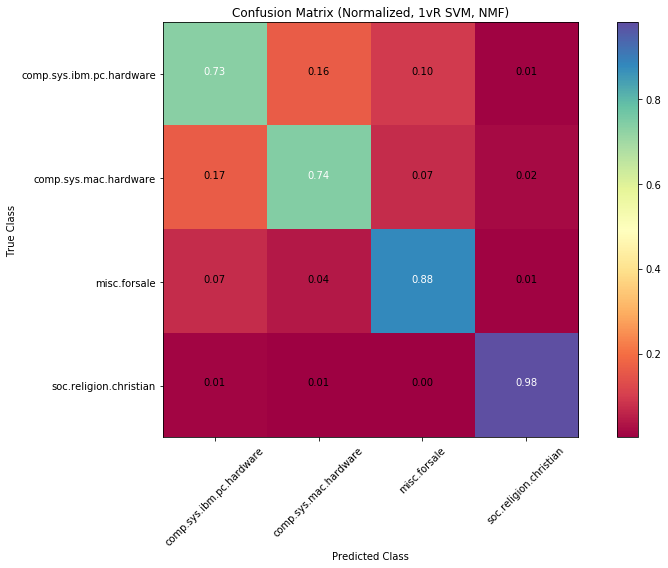 Confusion Matrix (Normalized, 1vR SVM, NMF)
True Class
comp.sys.ibm.pc.hardware
0.73 0.16 0.10 0.01
comp.sys.mac.hardware
0.17 0.74 0.07 0.02
misc.forsale
0.07 0.04 0.88 0.01
soc.religion.christian
0.01 0.01 0.00 0.98
comp.sys.ibm.pc.hardware
comp.sys.mac.hardware
misc.forsale
soc.religion.christian
Predicted Class
0.8
0.6
0.4
0.2